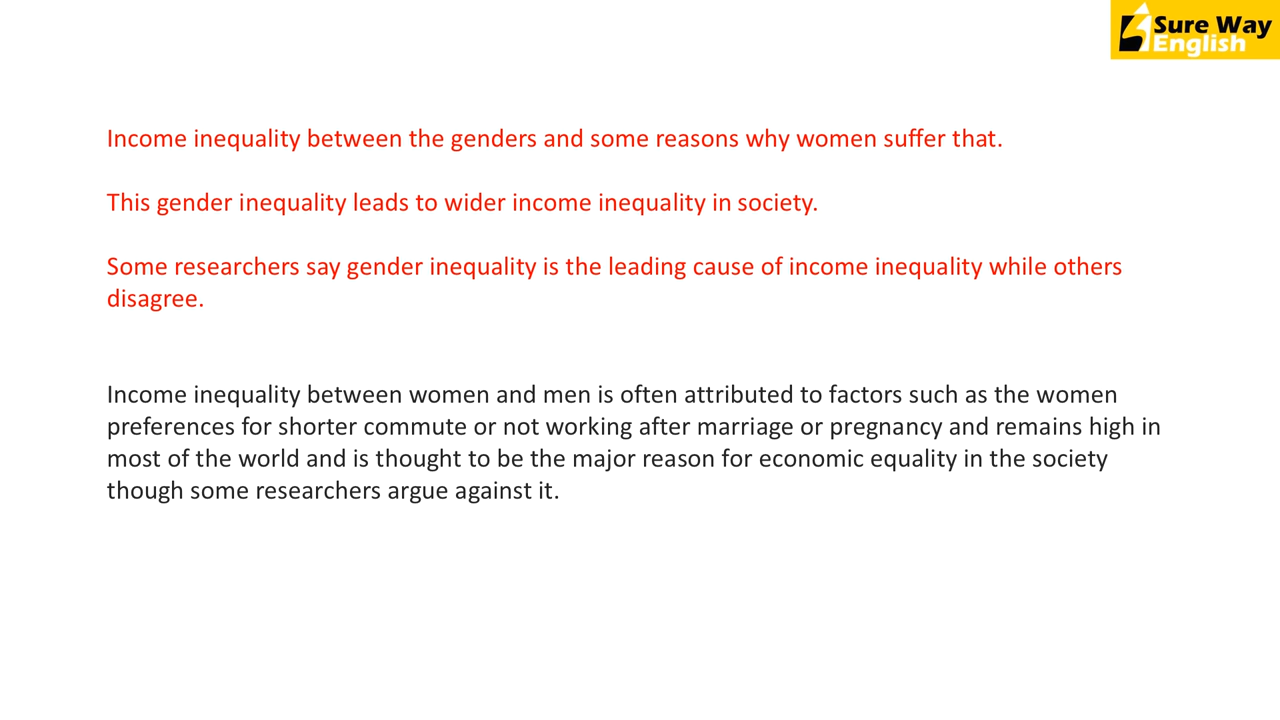 Sure Way
English
Income inequality between the genders and some reasons why women suffer that.
This gender inequality leads to wider income inequality in society.
Some researchers say gender inequality is the leading cause of income inequality while others
disagree.
Income inequality between women and men is often attributed to factors such as the women
preferences for shorter commute or not working after marriage or pregnancy and remains high in
most of the world and is thought to be the major reason for economic equality in the society
though some researchers argue against it.